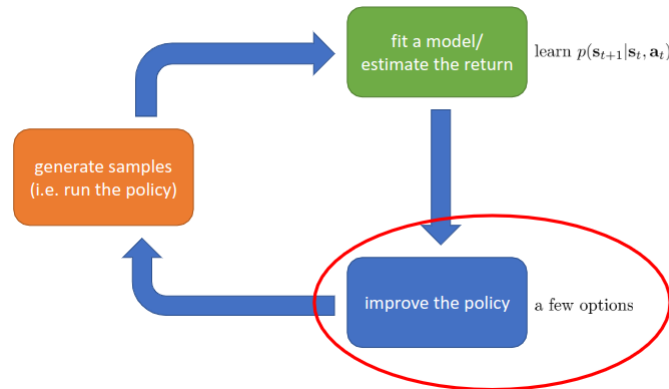 fit a model/
estimate the return
learn p(s_{t+1}|s_t, a_t)
generate samples
(i.e. run the policy)
improve the policy
a few options